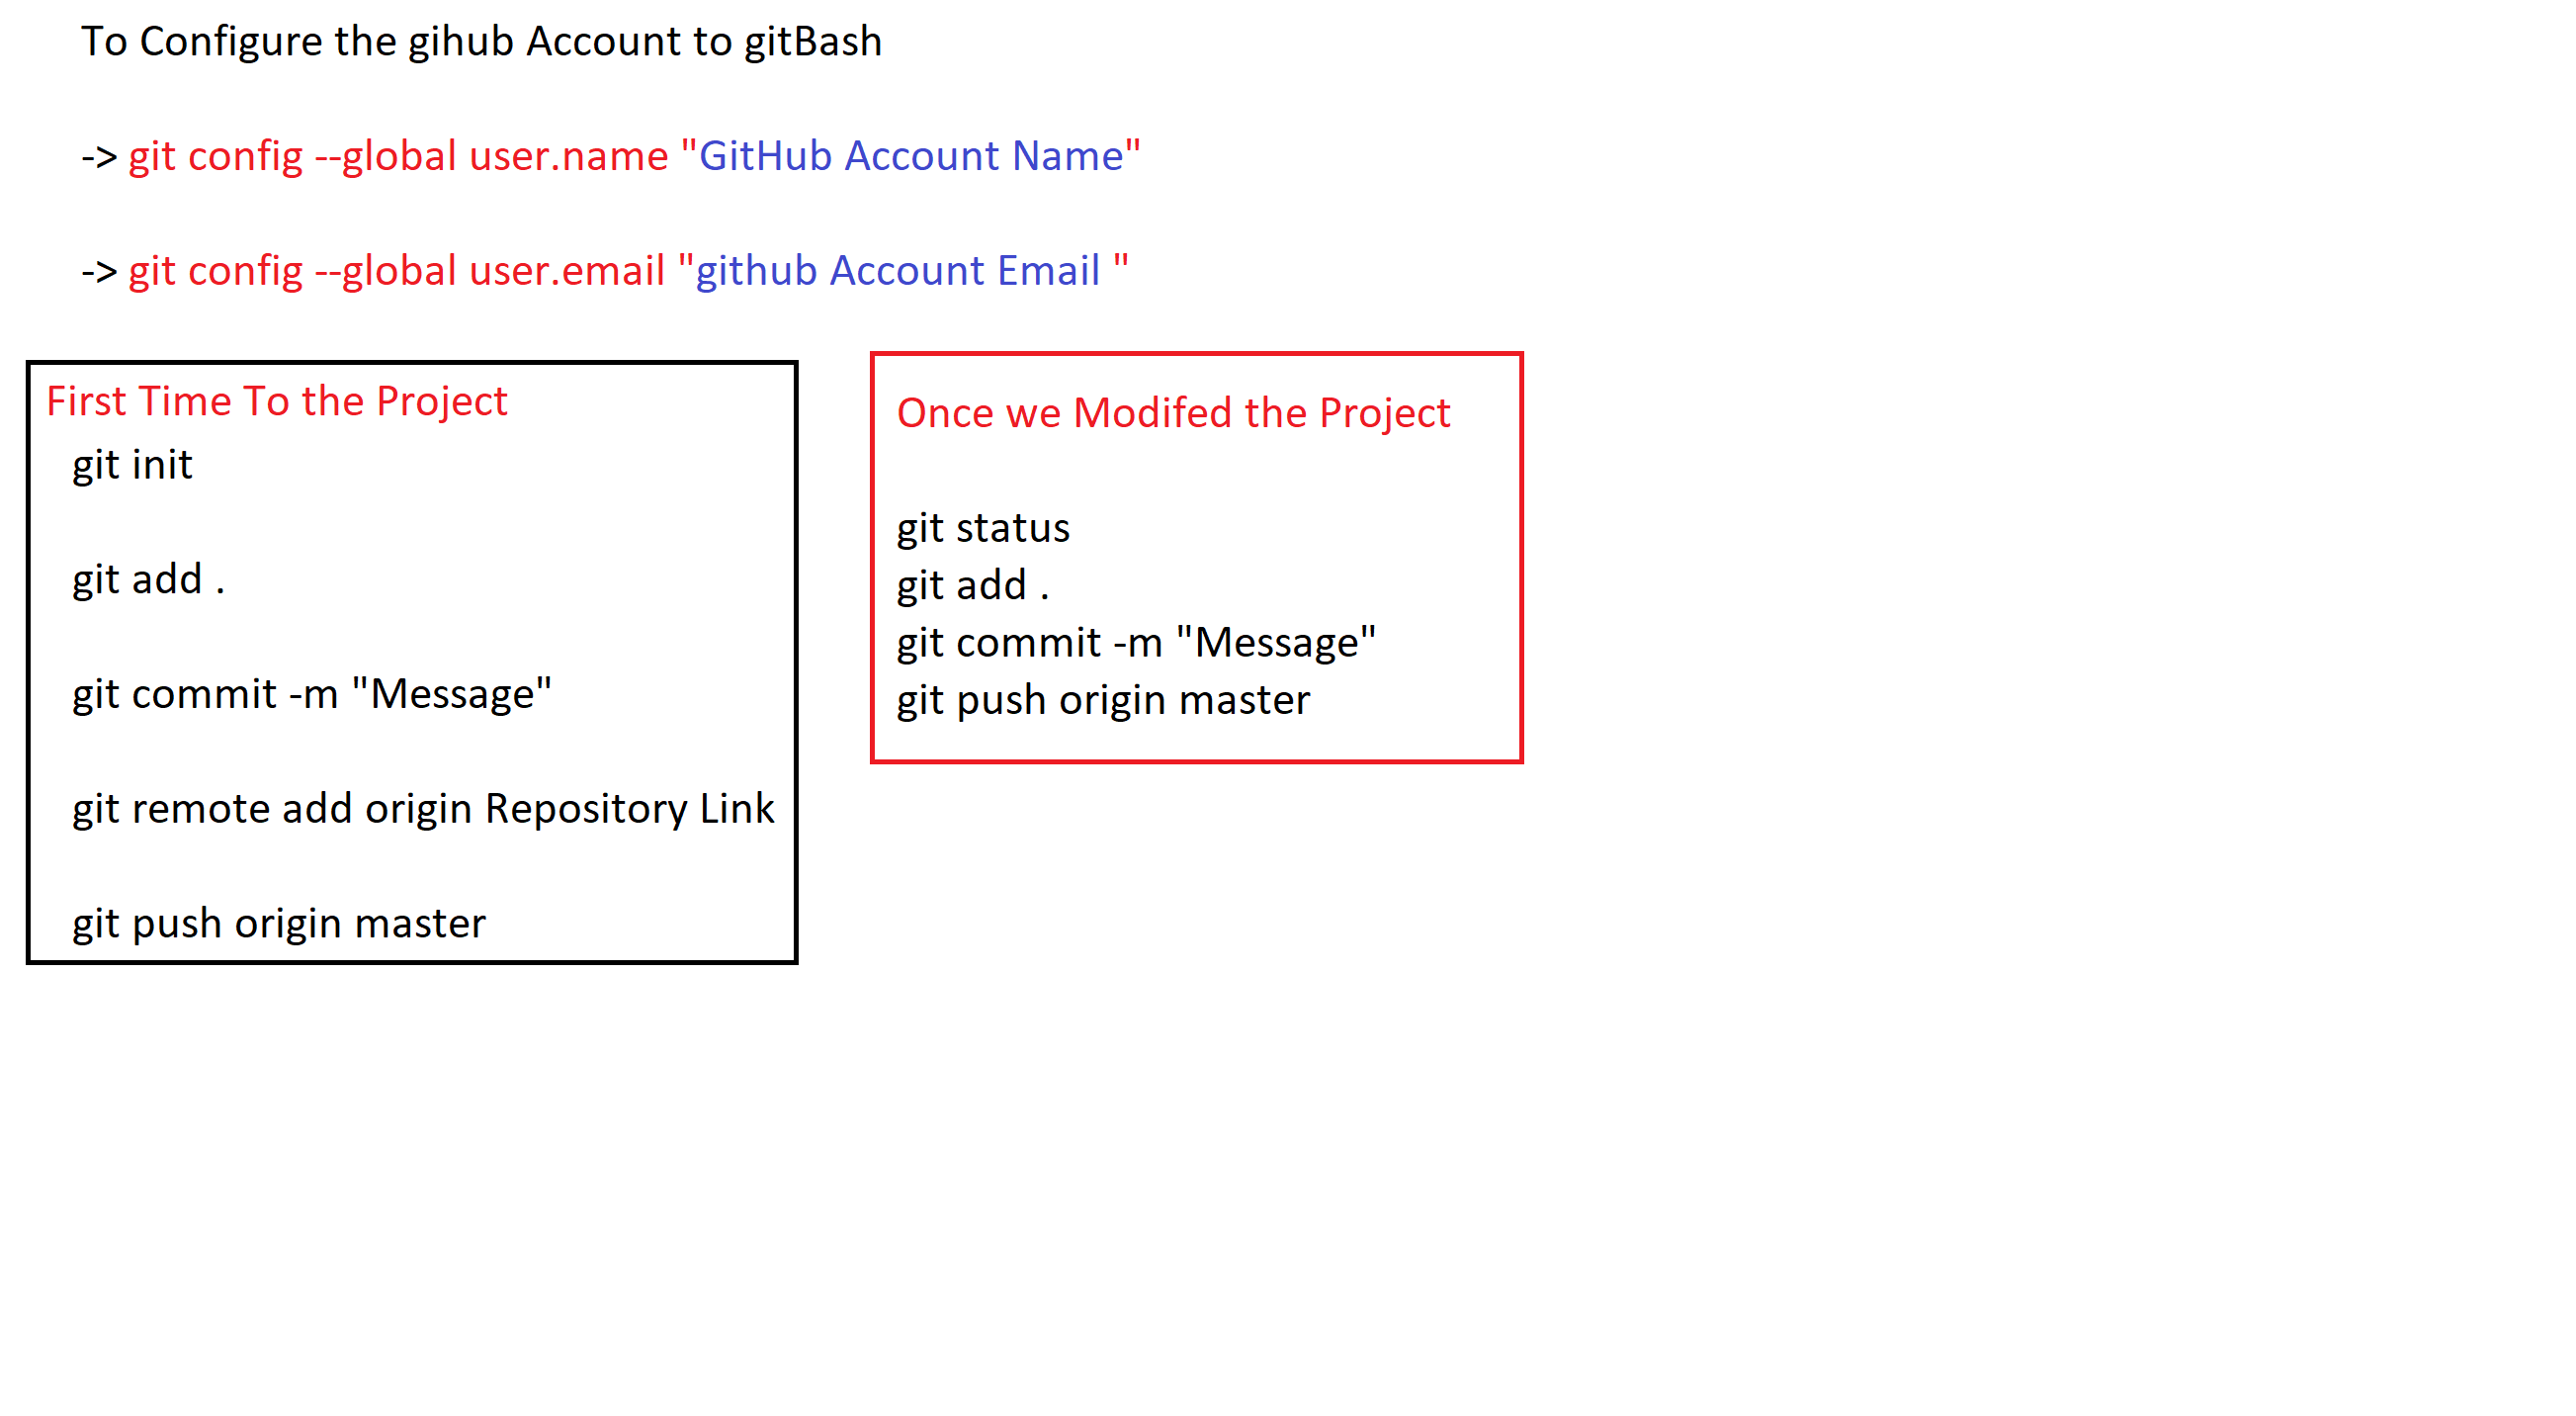 To Configure the gihub Account to gitBash
-> git config --global user.name "GitHub Account Name"
-> git config --global user.email "github Account Email "
First Time To the Project
git init
git add .
git commit -m "Message"
git remote add origin Repository Link
git push origin master
Once we Modifed the Project
git status
git add .
git commit -m "Message"
git push origin master